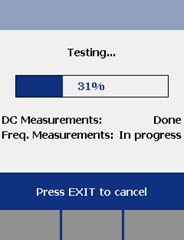 Testing...
31%
DC Measurements: Done
Freq. Measurements: In progress
Press EXIT to cancel